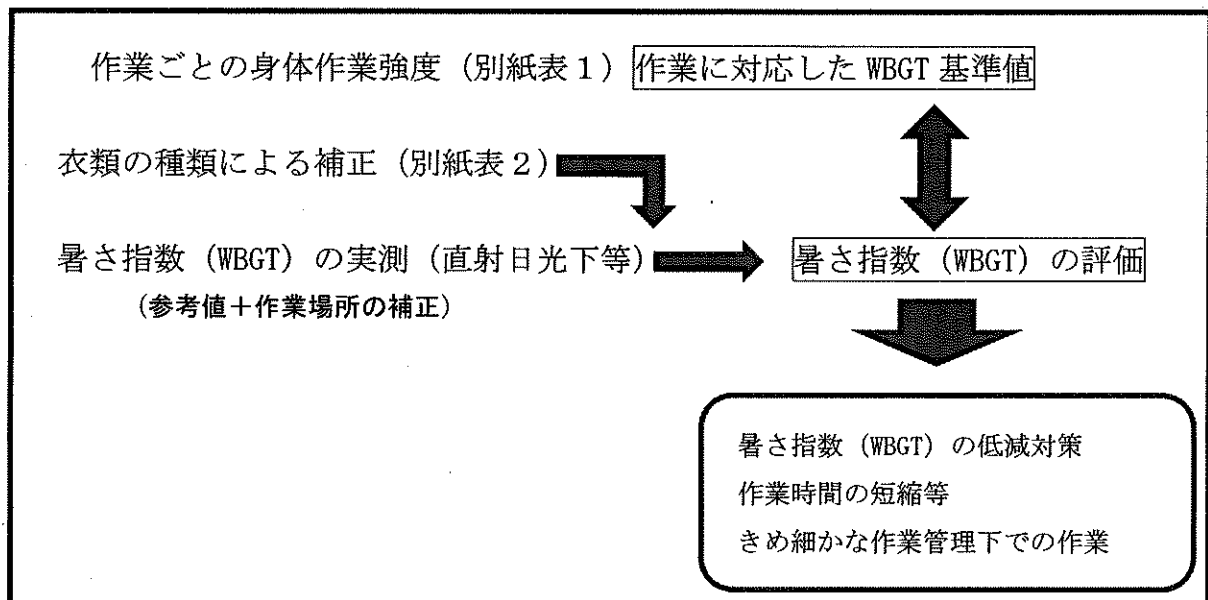 作業ごとの身体作業強度（別紙表１）作業に対応した WBGT 基準値
衣類の種類による補正（別紙表２）
暑さ指数（WBGT）の実測（直射日光下等）
暑さ指数（WBGT）の評価
（参考値＋作業場所の補正）
暑さ指数（WBGT）の低減対策
作業時間の短縮等
きめ細かな作業管理下での作業